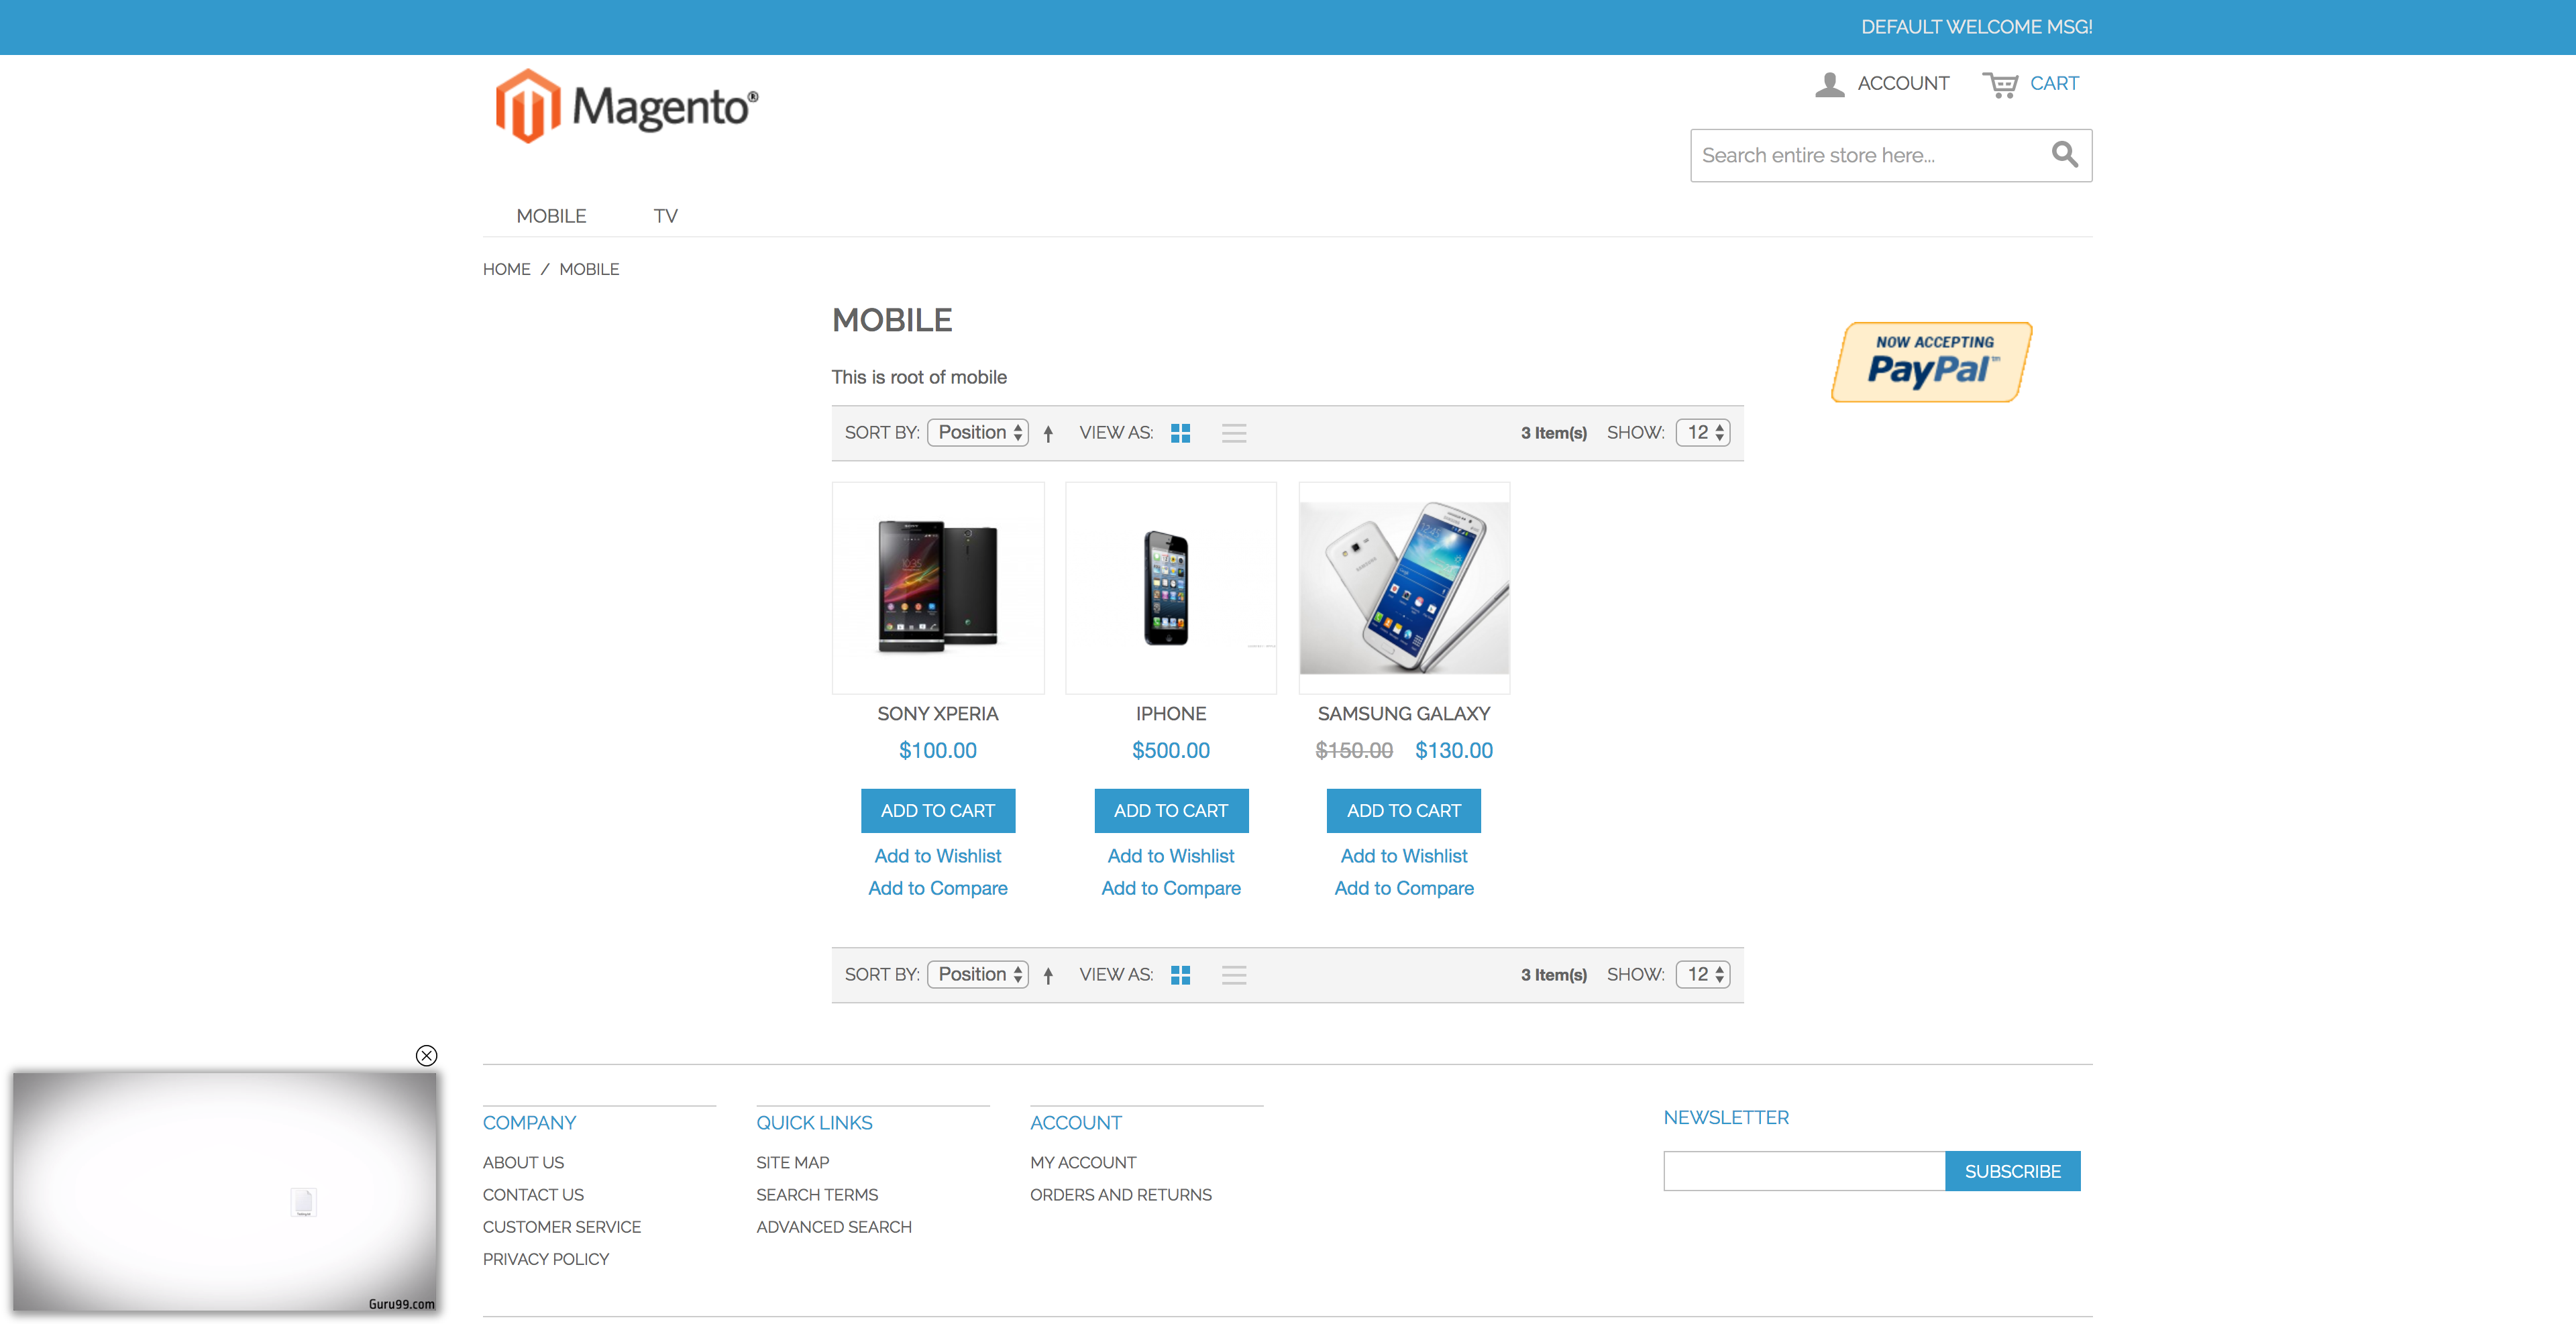 DEFAULT WELCOME MSG!
Magento®
ACCOUNT CART
Search entire store here...
MOBILE TV
HOME / MOBILE
MOBILE
NOW ACCEPTING
PayPal™
This is root of mobile
SORT BY: Position VIEW AS: 3 Item(s) SHOW: 12
SONY XPERIA IPHONE SAMSUNG GALAXY
$100.00 $500.00 $150.00 $130.00
ADD TO CART ADD TO CART ADD TO CART
Add to Wishlist Add to Wishlist Add to Wishlist
Add to Compare Add to Compare Add to Compare
SORT BY: Position VIEW AS: 3 Item(s) SHOW: 12
COMPANY QUICK LINKS ACCOUNT NEWSLETTER
ABOUT US SITE MAP MY ACCOUNT SUBSCRIBE
CONTACT US SEARCH TERMS ORDERS AND RETURNS
CUSTOMER SERVICE ADVANCED SEARCH
PRIVACY POLICY
Guru99.com